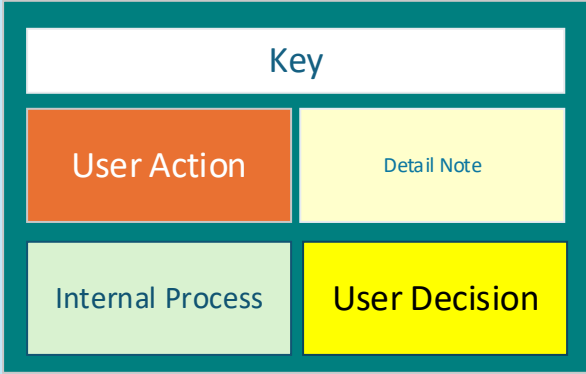 Key
User Action
Detail Note
Internal Process
User Decision